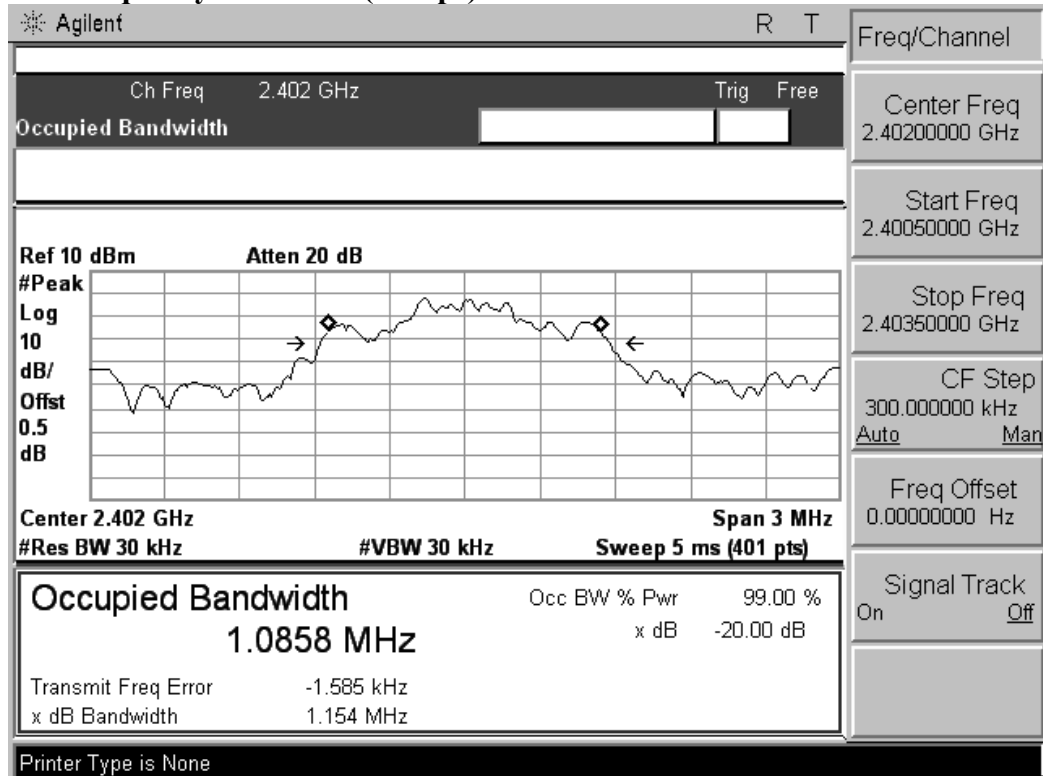 Agilent
R T
Ch Freq 2.402 GHz Trig Free
Occupied Bandwidth
Ref 10 dBm Atten 20 dB
#Peak
Log
10
dB/
Offst
0.5
dB
Center 2.402 GHz Span 3 MHz
#Res BW 30 kHz #VBW 30 kHz Sweep 5 ms (401 pts)
Occupied Bandwidth
1.0858 MHz
Occ BW % Pwr 99.00 %
x dB -20.00 dB
Transmit Freq Error -1.585 kHz
x dB Bandwidth 1.154 MHz
Printer Type is None
Freq/Channel
Center Freq
2.40200000 GHz
Start Freq
2.40050000 GHz
Stop Freq
2.40350000 GHz
CF Step
300.000000 kHz
Auto Man
Freq Offset
0.00000000 Hz
Signal Track
On Off